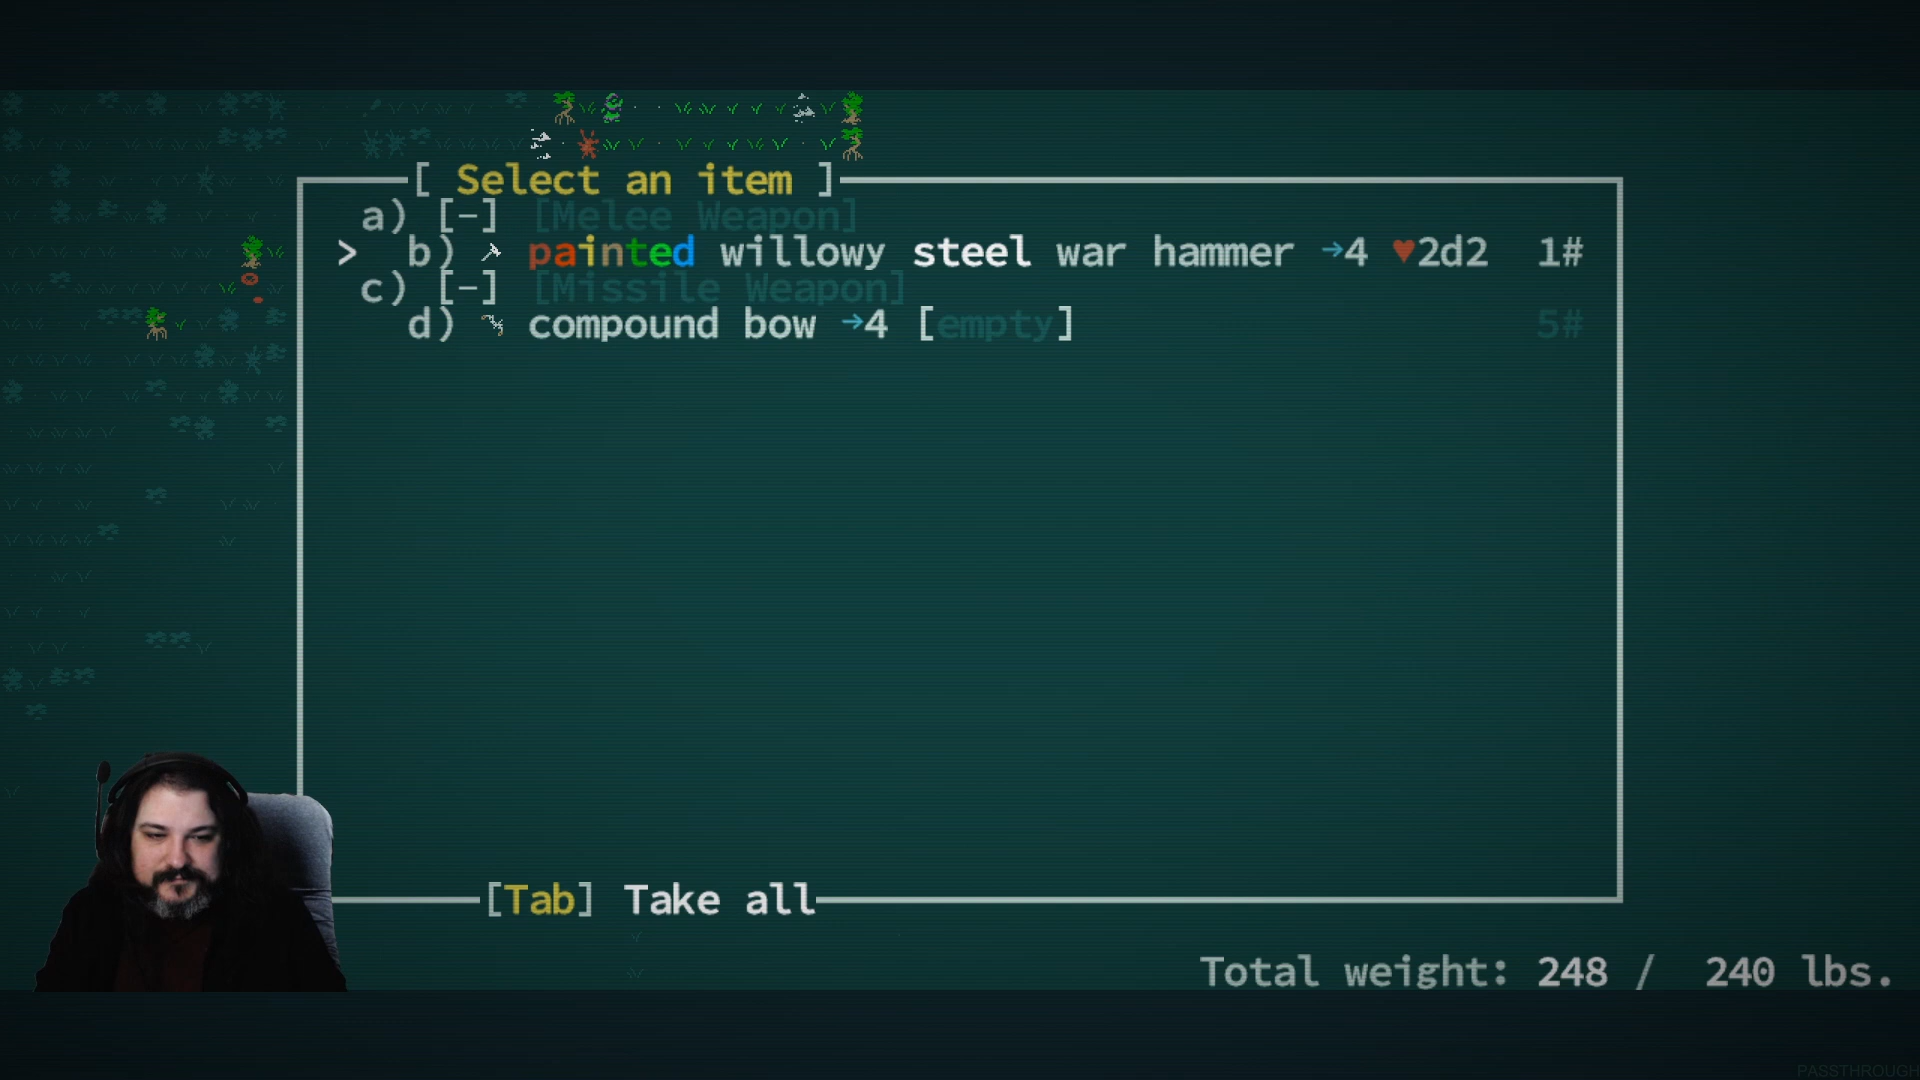 [ Select an item ]
a) [-] [Melee Weapon]
> b) painted willowy steel war hammer →4 ♥2d2 1#
c) [-] [Missile Weapon]
d) compound bow →4 [empty] 5#
[Tab] Take all
Total weight: 248 / 240 lbs.
PASSTHROUGH